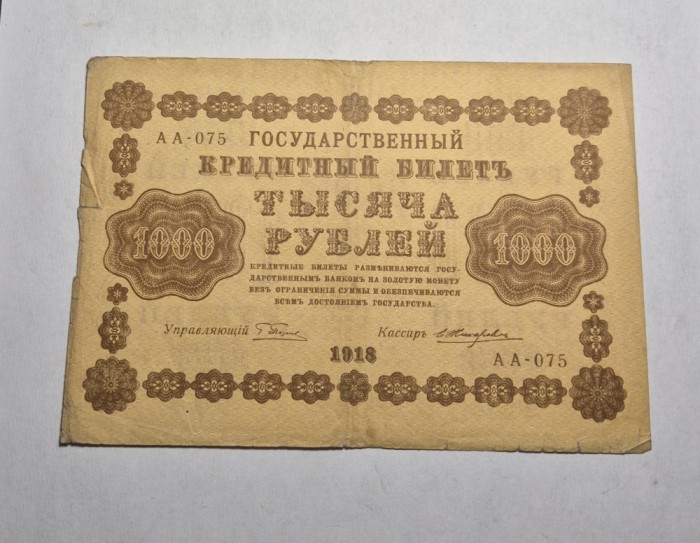 АА-075 ГОСУДАРСТВЕННЫЙ
КРЕДИТНЫЙ БИЛЕТЪ
ТЫСЯЧА
1000 РУБЛЕЙ 1000
КРЕДИТНЫЕ БИЛЕТЫ РАЗМѢНИВАЮТСЯ ГОСУ-
ДАРСТВЕННЫМЪ БАНКОМЪ НА ЗОЛОТУЮ МОНЕТУ
БЕЗЪ ОГРАНИЧЕНІЯ СУММЫ И ОБЕЗПЕЧИВАЮТСЯ
ВСѢМЪ ДОСТОЯНІЕМЪ ГОСУДАРСТВА.
Управляющій Кассиръ
1918
АА-075